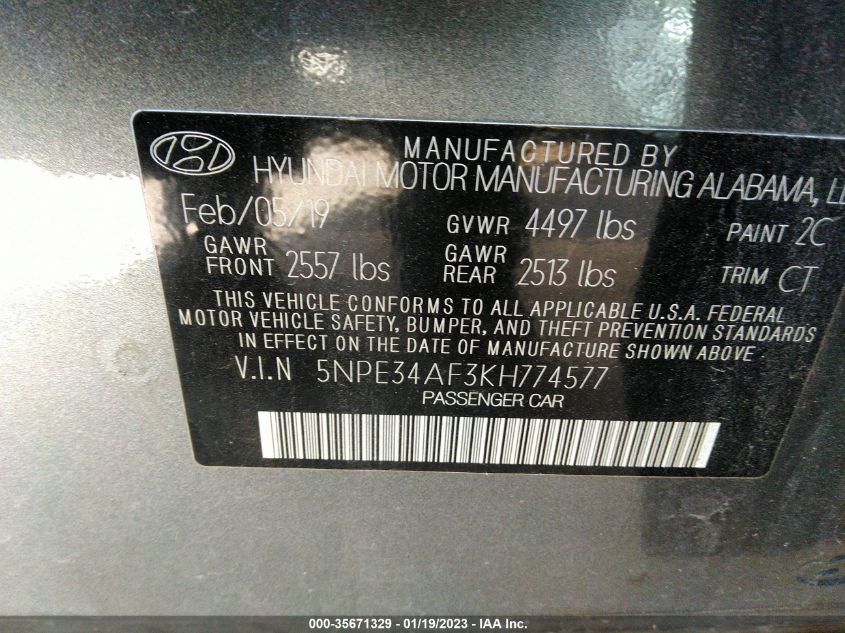 MANUFACTURED BY
HYUNDAI MOTOR MANUFACTURING ALABAMA,
Feb/05/19 GVWR 4497 lbs PAINT 2C
GAWR FRONT 2557 lbs GAWR REAR 2513 lbs TRIM CT
THIS VEHICLE CONFORMS TO ALL APPLICABLE U.S.A. FEDERAL
MOTOR VEHICLE SAFETY, BUMPER, AND THEFT PREVENTION STANDARDS
IN EFFECT ON THE DATE OF MANUFACTURE SHOWN ABOVE
V.I.N 5NPE34AF3KH774577
PASSENGER CAR
000-35671329 - 01/19/2023 - IAA Inc.